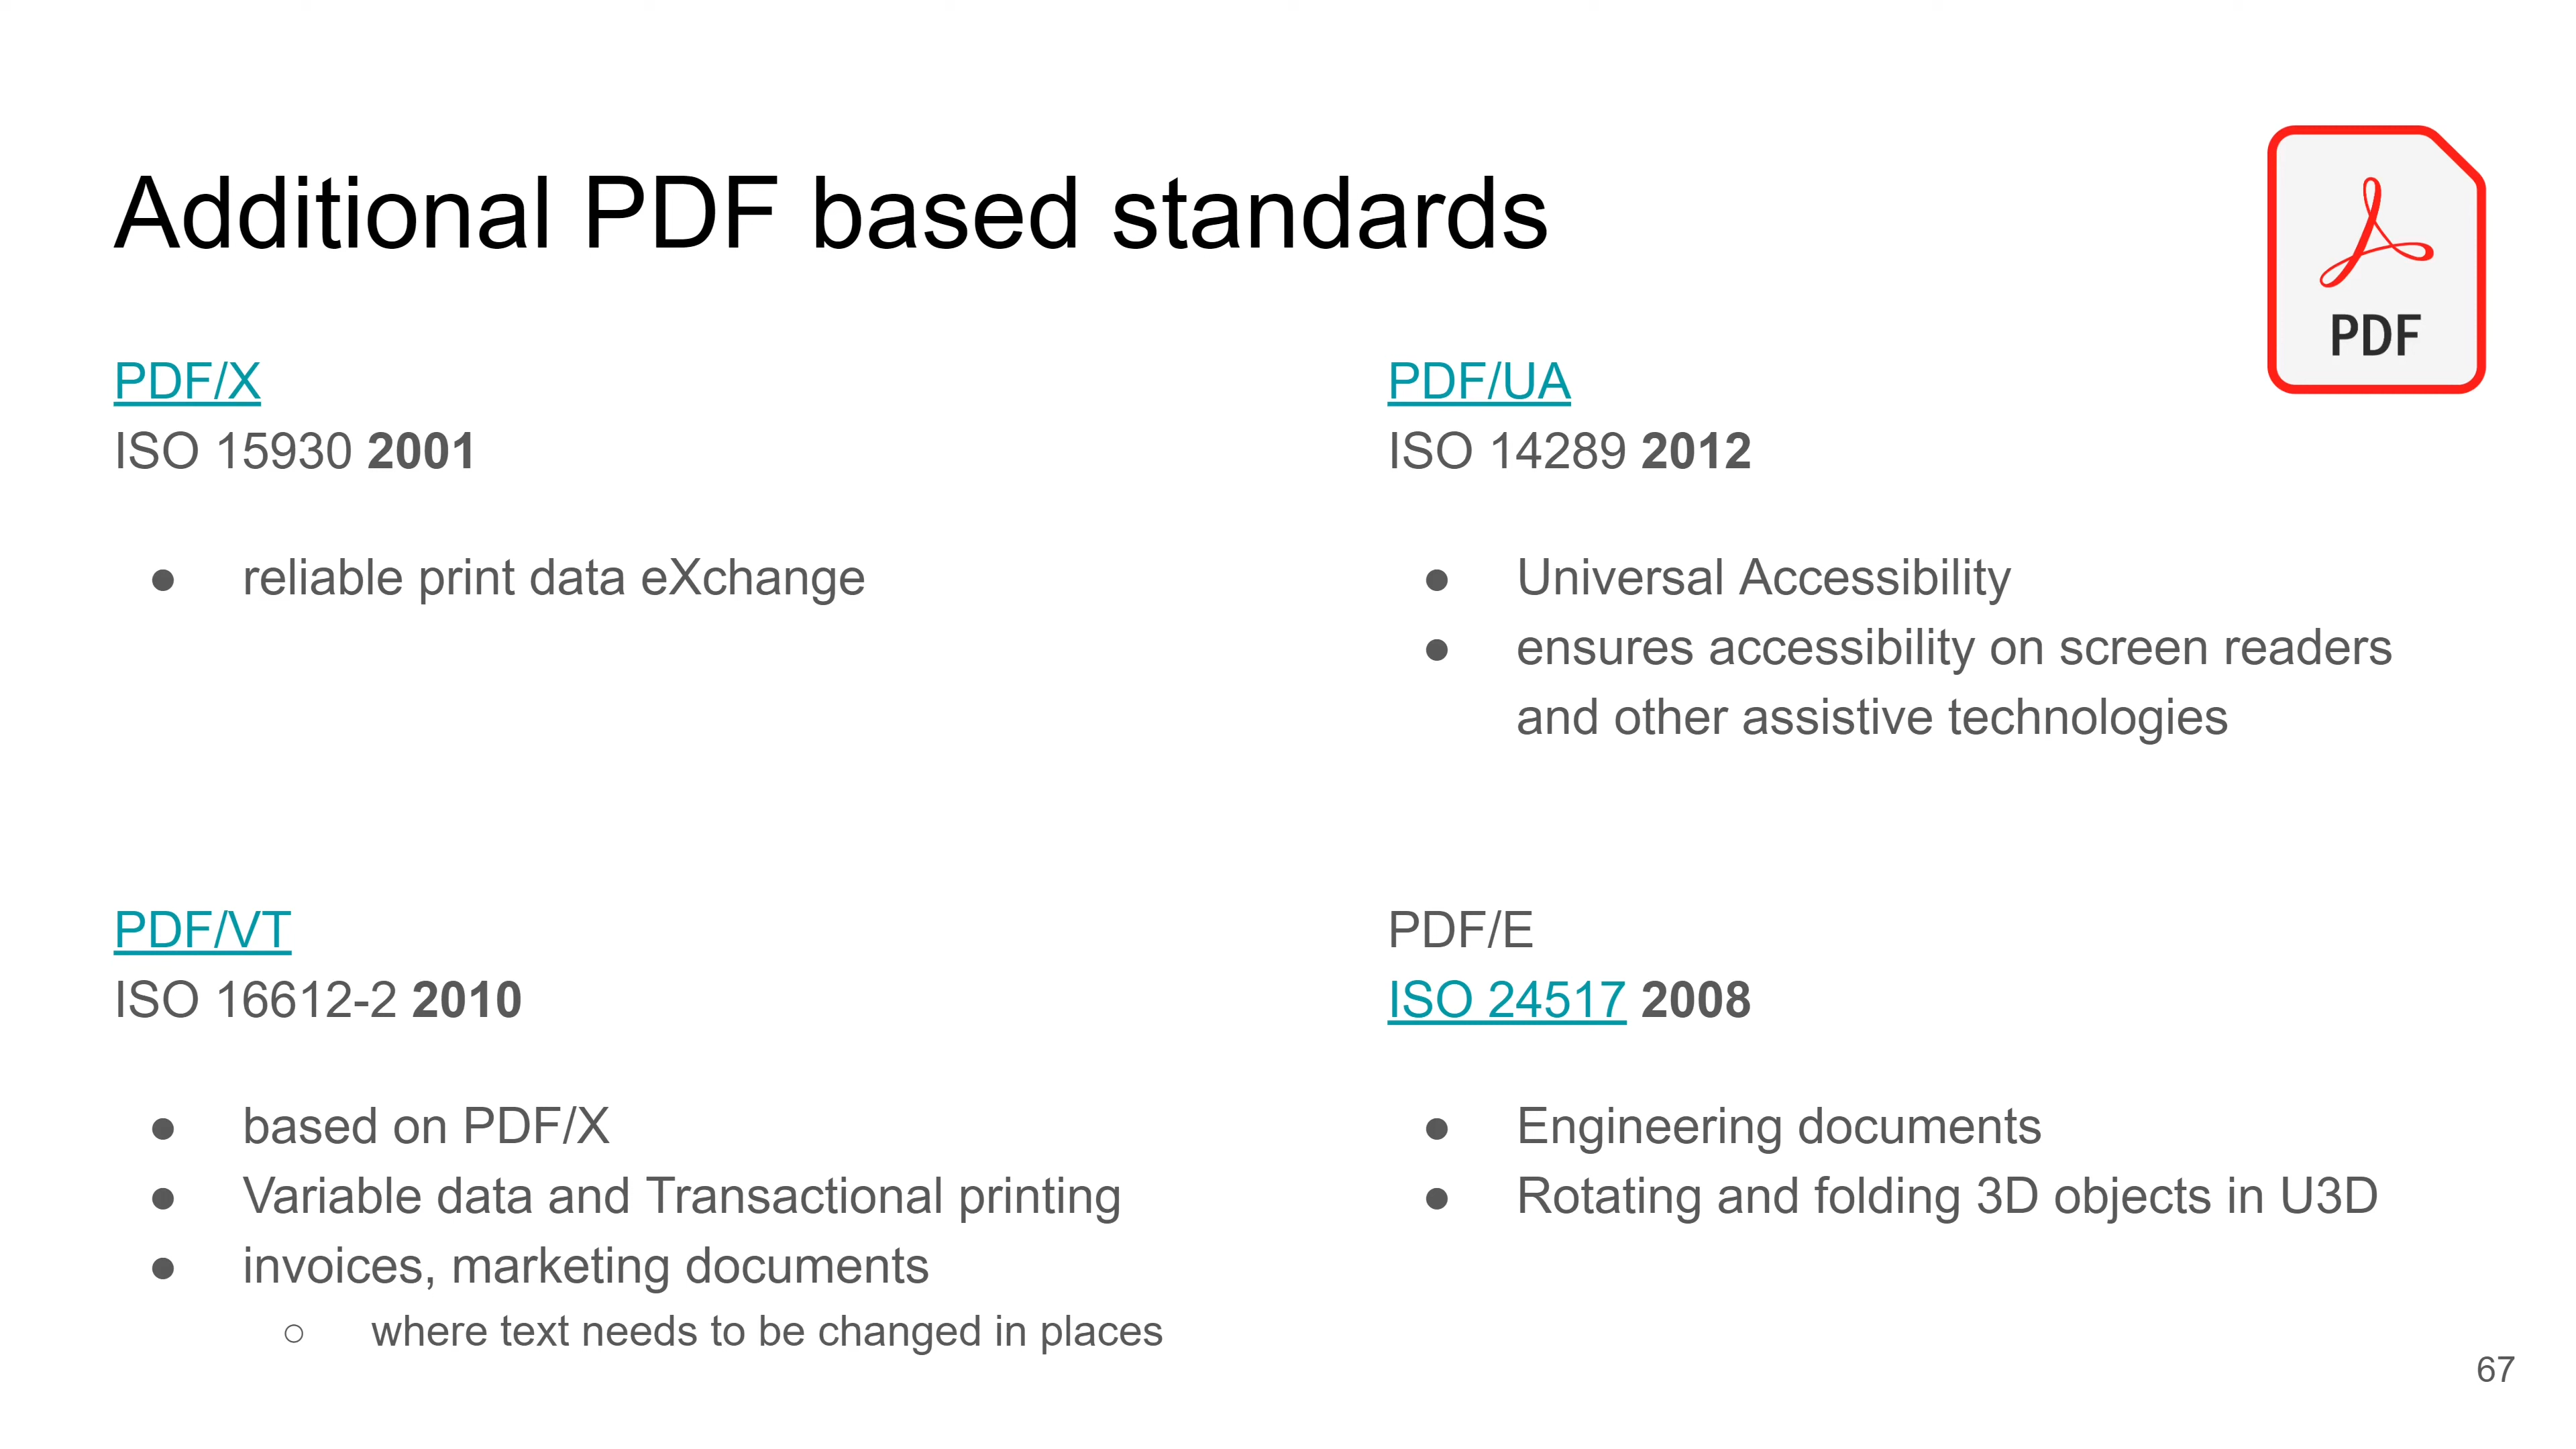 Additional PDF based standards
PDF
PDF/X
ISO 15930 2001
● reliable print data eXchange
PDF/UA
ISO 14289 2012
● Universal Accessibility
● ensures accessibility on screen readers
and other assistive technologies
PDF/VT
ISO 16612-2 2010
● based on PDF/X
● Variable data and Transactional printing
● invoices, marketing documents
○ where text needs to be changed in places
PDF/E
ISO 24517 2008
● Engineering documents
● Rotating and folding 3D objects in U3D
67